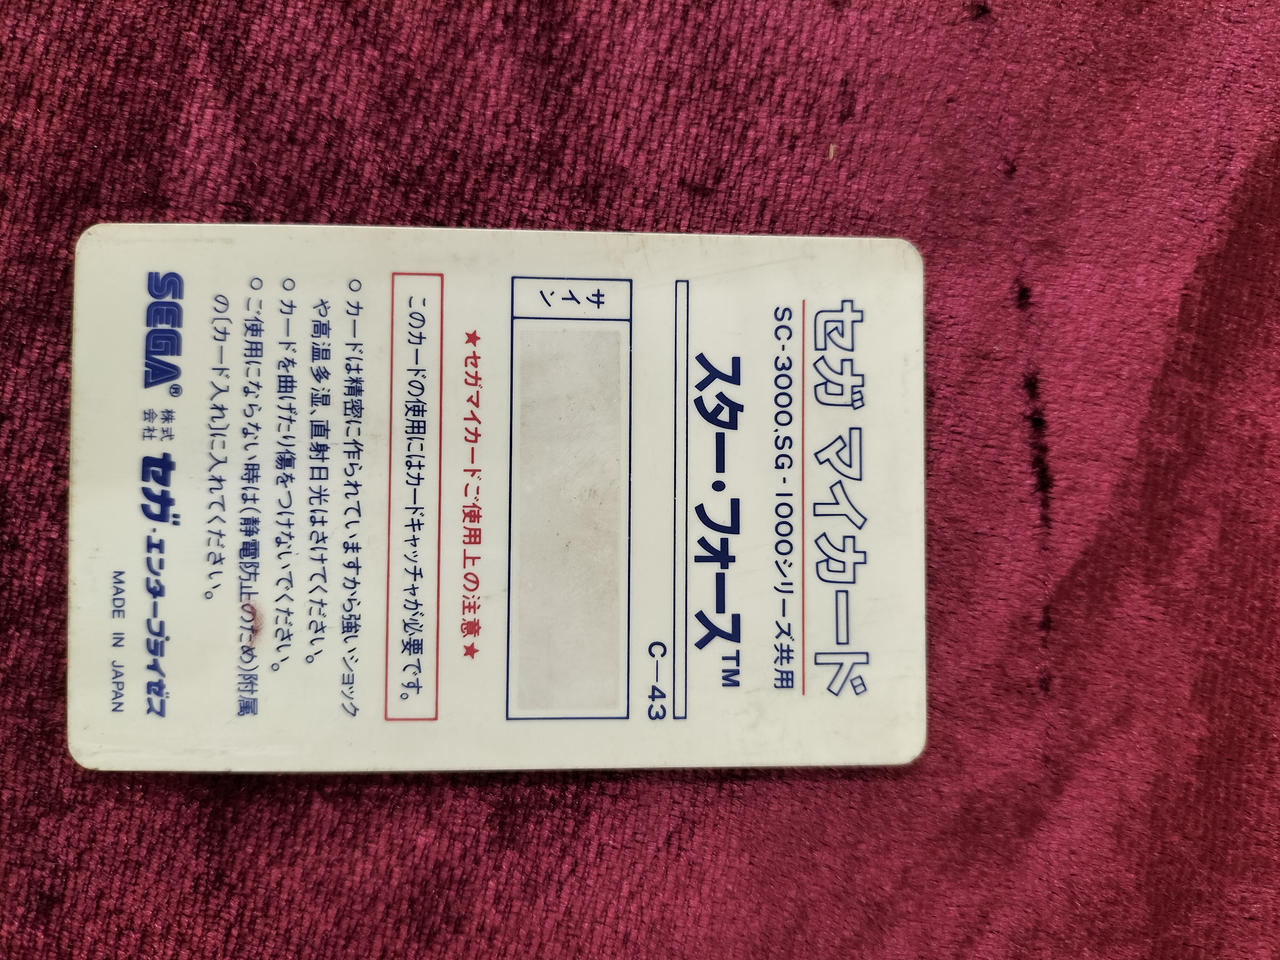 セガ マイカード
SC-3000,SG-1000シリーズ共用
スター・フォース™
C-43
サイン
★セガマイカードご使用上の注意★
このカードの使用にはカードキャッチャが必要です。
○カードは精密に作られていますから強いショック
や高温多湿、直射日光はさけてください。
○カードを曲げたり傷をつけないでください。
○ご使用にならない時は(静電防止のため)附属
の(カード入れ)に入れてください。
SEGA® 株式会社 セガ・エンタープライゼス
MADE IN JAPAN